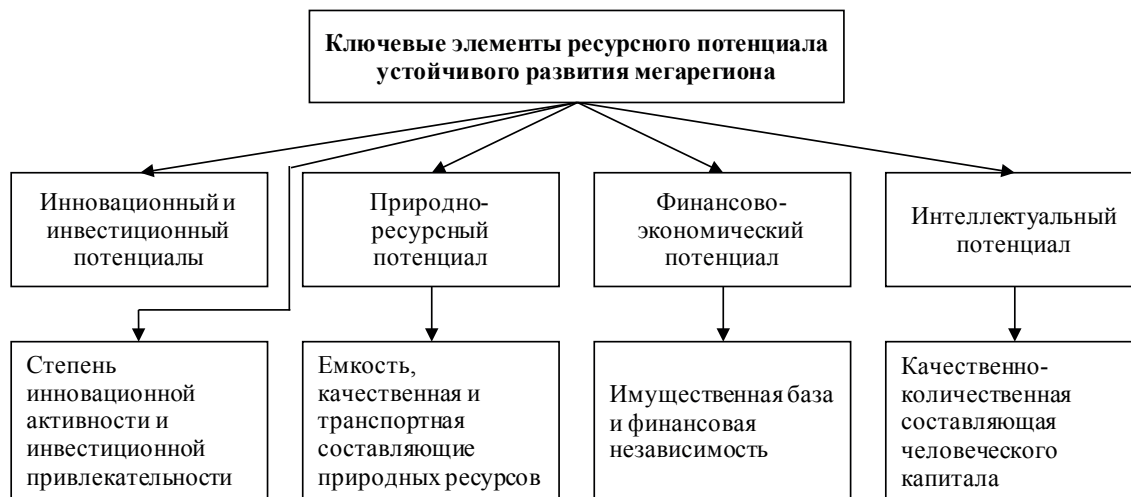 Ключевые элементы ресурсного потенциала
устойчивого развития мегарегиона
Инновационный и
инвестиционный
потенциалы
Природно-
ресурсный
потенциал
Финансово-
экономический
потенциал
Интеллектуальный
потенциал
Степень
инновационной
активности и
инвестиционной
привлекательности
Емкость,
качественная и
транспортная
составляющие
природных ресурсов
Имущественная база
и финансовая
независимость
Качественно-
количественная
составляющая
человеческого
капитала